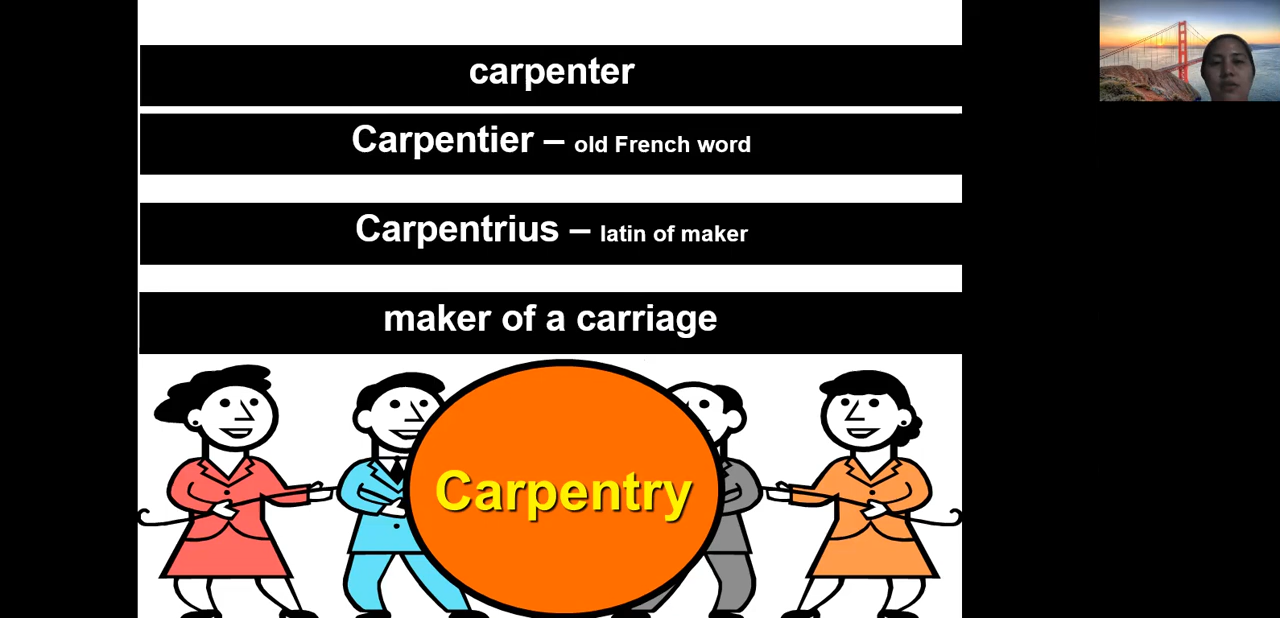 carpenter
Carpentier – old French word
Carpentrius – latin of maker
maker of a carriage
Carpentry